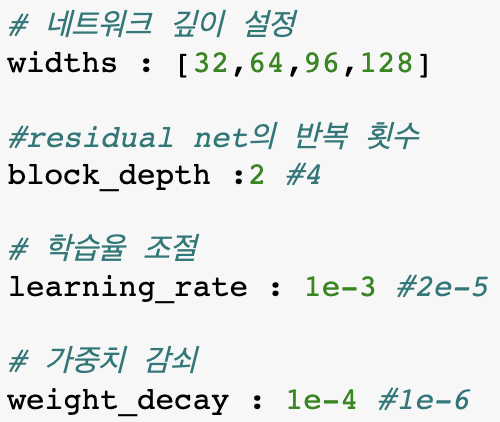 # 네트워크 깊이 설정
widths : [32,64,96,128]
#residual net의 반복 횟수
block_depth :2 #4
# 학습율 조절
learning_rate : 1e-3 #2e-5
# 가중치 감쇠
weight_decay : 1e-4 #1e-6